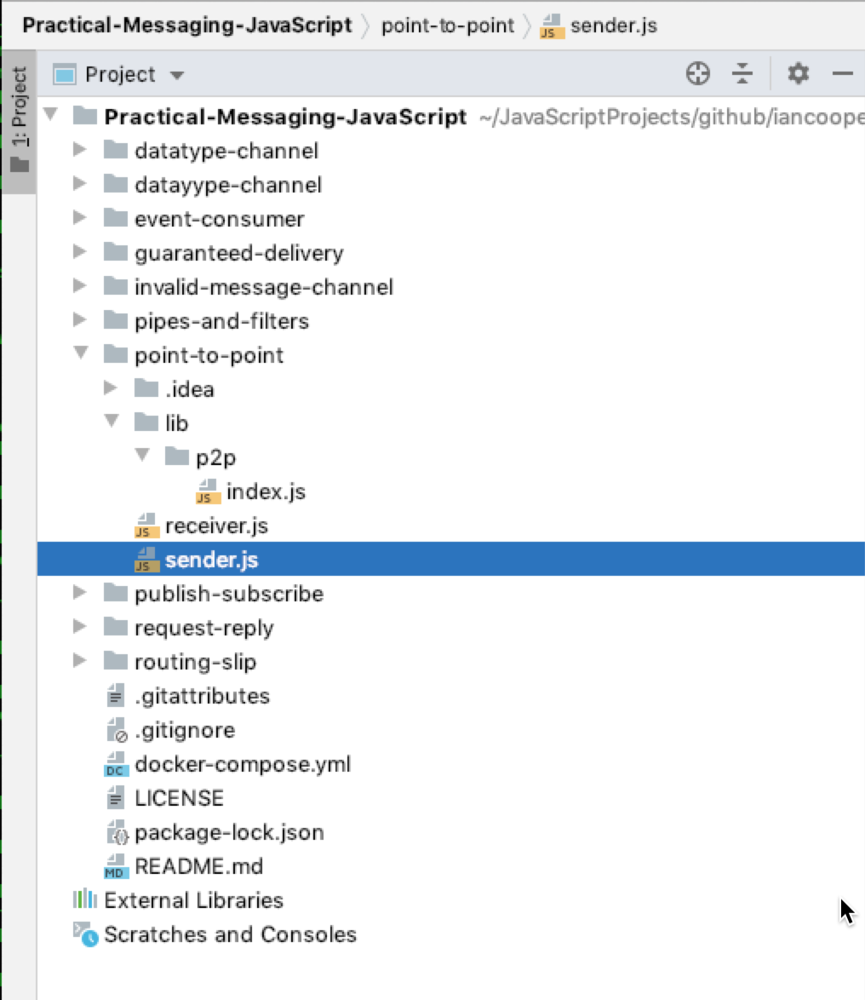 Practical-Messaging-JavaScript point-to-point JS sender.js
1: Project
Project
Practical-Messaging-JavaScript ~/JavaScriptProjects/github/iancoope
datatype-channel
datayype-channel
event-consumer
guaranteed-delivery
invalid-message-channel
pipes-and-filters
point-to-point
.idea
lib
p2p
JS index.js
JS receiver.js
JS sender.js
publish-subscribe
request-reply
routing-slip
.gitattributes
.gitignore
DC docker-compose.yml
LICENSE
package-lock.json
MD README.md
External Libraries
Scratches and Consoles